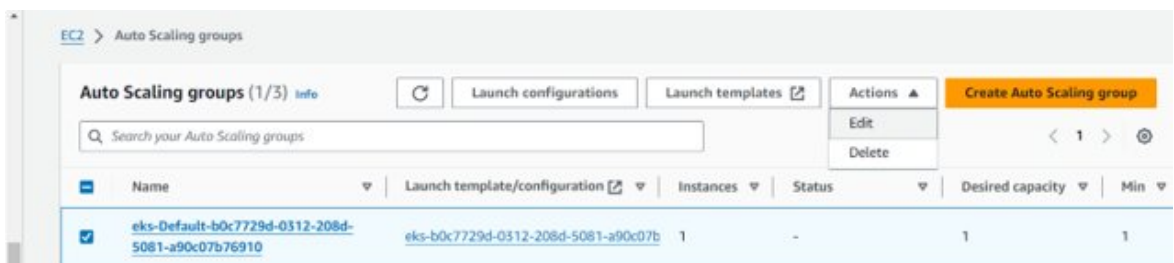 EC2 > Auto Scaling groups
Auto Scaling groups (1/3) Info
Launch configurations
Launch templates
Actions
Create Auto Scaling group
Search your Auto Scaling groups
Edit
Delete
< 1 >
Name
Launch template/configuration
Instances
Status
Desired capacity
Min
eks-Default-b0c7729d-0312-208d-
5081-a90c07b76910
eks-b0c7729d-0312-208d-5081-a90c07b
1
-
1
1